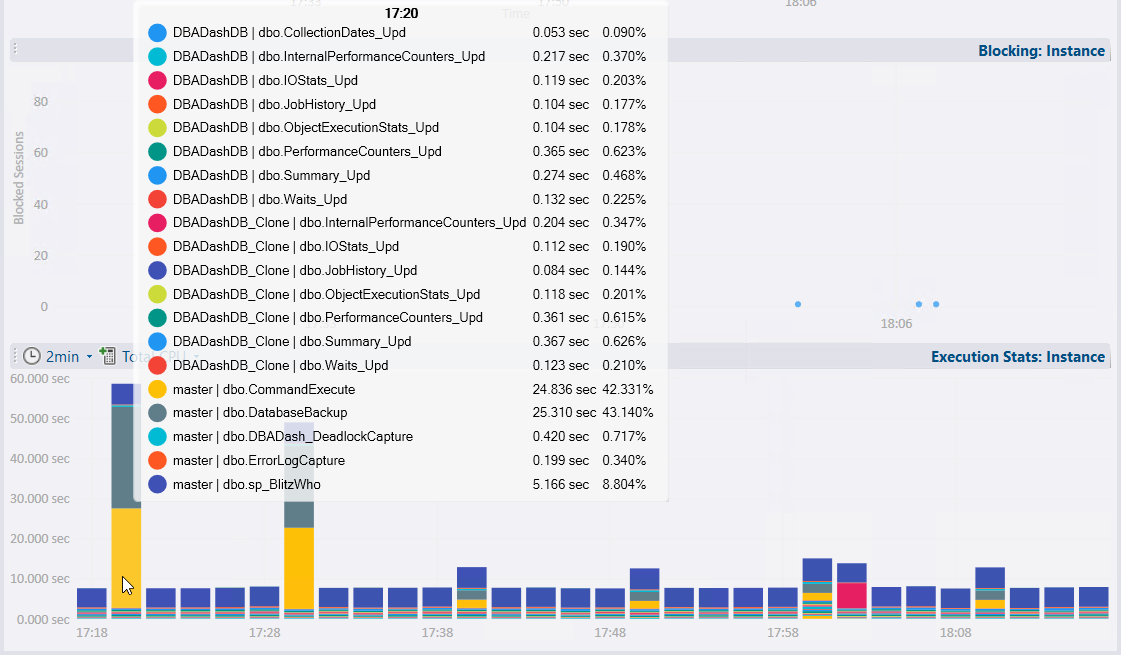 17:33 17:50 18:06
17:20 Time
DBADashDB | dbo.CollectionDates_Upd 0.053 sec 0.090%
DBADashDB | dbo.InternalPerformanceCounters_Upd 0.217 sec 0.370%
Blocking: Instance
DBADashDB | dbo.IOStats_Upd 0.119 sec 0.203%
DBADashDB | dbo.JobHistory_Upd 0.104 sec 0.177%
DBADashDB | dbo.ObjectExecutionStats_Upd 0.104 sec 0.178%
DBADashDB | dbo.PerformanceCounters_Upd 0.365 sec 0.623%
DBADashDB | dbo.Summary_Upd 0.274 sec 0.468%
DBADashDB | dbo.Waits_Upd 0.132 sec 0.225%
DBADashDB_Clone | dbo.InternalPerformanceCounters_Upd 0.204 sec 0.347%
DBADashDB_Clone | dbo.IOStats_Upd 0.112 sec 0.190%
DBADashDB_Clone | dbo.JobHistory_Upd 0.084 sec 0.144%
DBADashDB_Clone | dbo.ObjectExecutionStats_Upd 0.118 sec 0.201%
DBADashDB_Clone | dbo.PerformanceCounters_Upd 0.361 sec 0.615%
DBADashDB_Clone | dbo.Summary_Upd 0.367 sec 0.626%
DBADashDB_Clone | dbo.Waits_Upd 0.123 sec 0.210%
master | dbo.CommandExecute 24.836 sec 42.331%
master | dbo.DatabaseBackup 25.310 sec 43.140%
master | dbo.DBADash_DeadlockCapture 0.420 sec 0.717%
master | dbo.ErrorLogCapture 0.199 sec 0.340%
master | dbo.sp_BlitzWho 5.166 sec 8.804%
Blocked Sessions
80
60
40
20
0
18:06
2min Total CPU
Execution Stats: Instance
60.000 sec
50.000 sec
40.000 sec
30.000 sec
20.000 sec
10.000 sec
0.000 sec
17:18 17:28 17:38 17:48 17:58 18:08